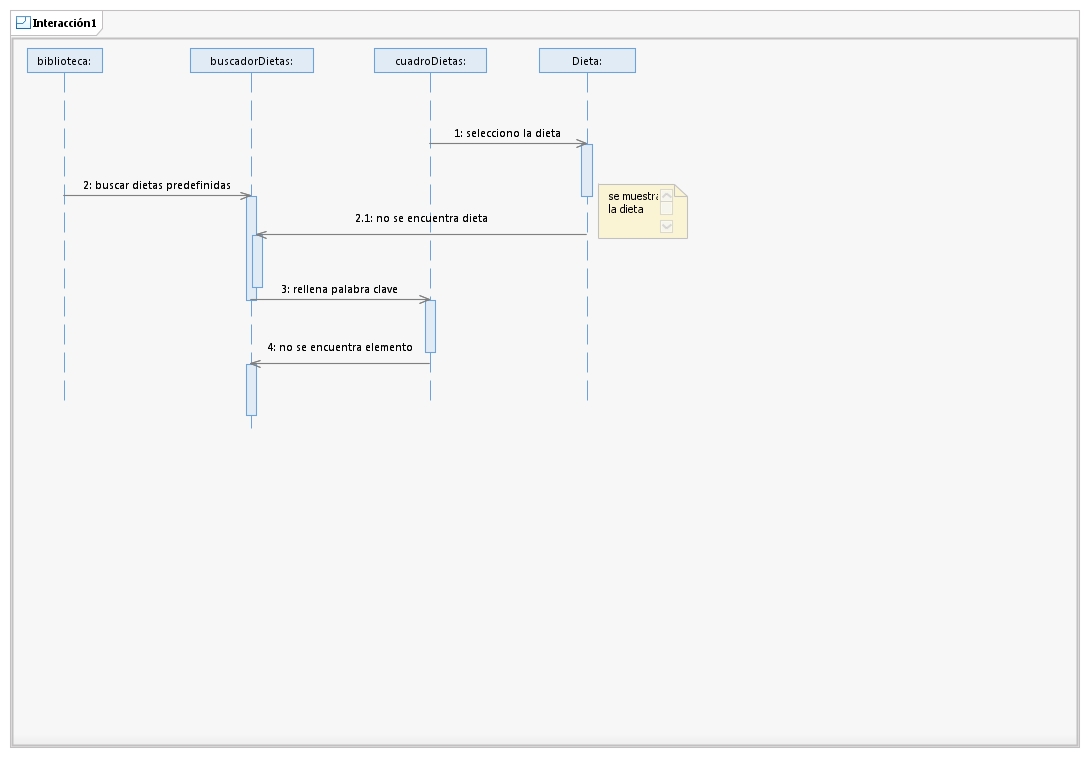 Interacción1
biblioteca:
buscadorDietas:
cuadroDietas:
Dieta:
1: selecciono la dieta
2: buscar dietas predefinidas
se muestra
la dieta
2.1: no se encuentra dieta
3: rellena palabra clave
4: no se encuentra elemento